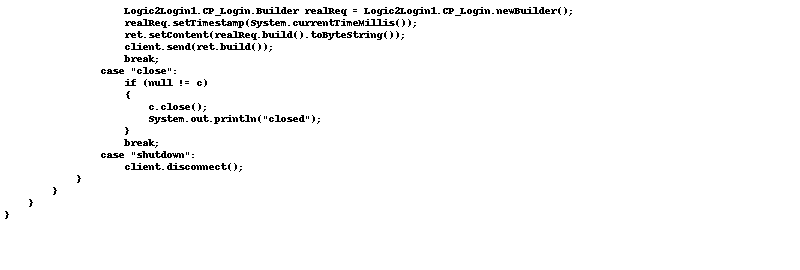 Logic2Login1.CP_Login.Builder realReq = Logic2Login1.CP_Login.newBuilder();
realReq.setTimestamp(System.currentTimeMillis());
ret.setContent(realReq.build().toByteString());
client.send(ret.build());
break;
case "close":
if (null != c)
{
c.close();
System.out.println("closed");
}
break;
case "shutdown":
client.disconnect();
}
}
}
}